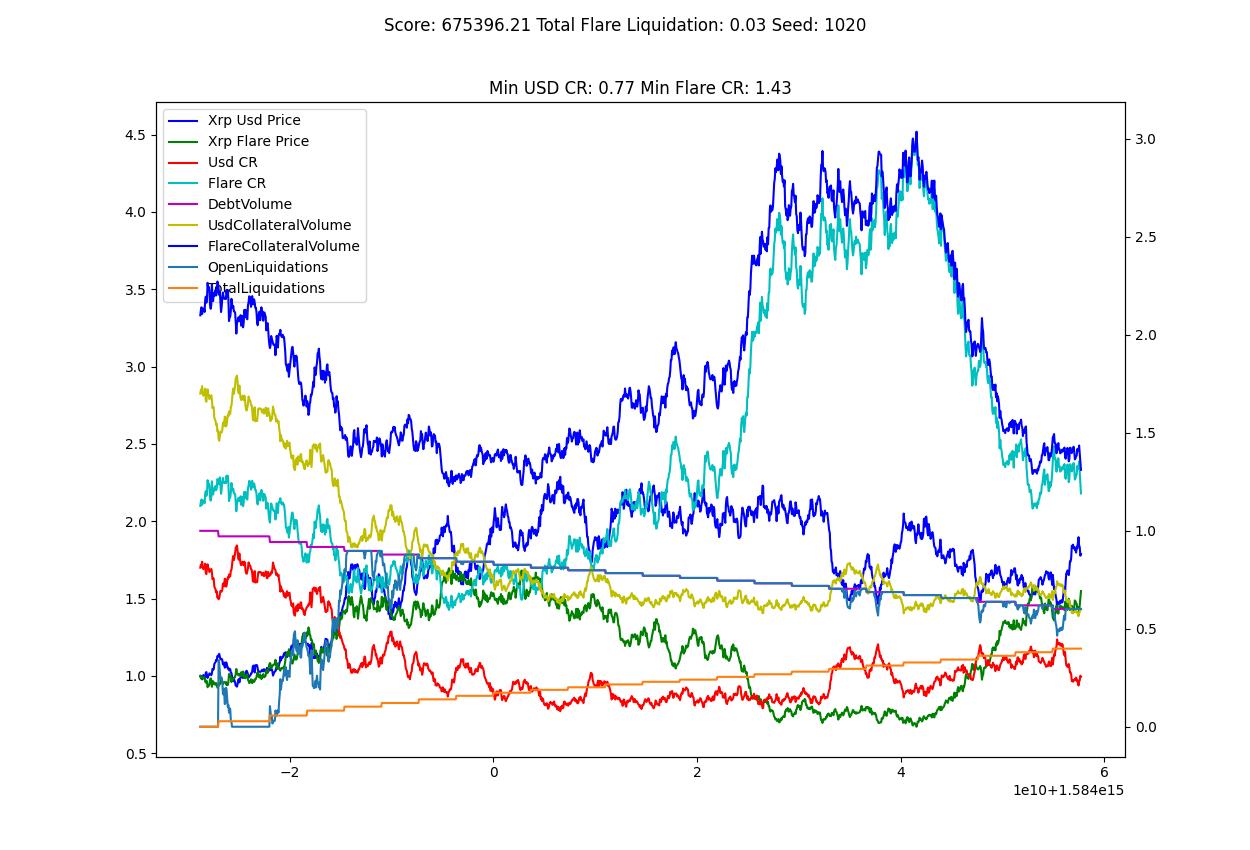 Score: 675396.21 Total Flare Liquidation: 0.03 Seed: 1020
Min USD CR: 0.77 Min Flare CR: 1.43
Xrp Usd Price
Xrp Flare Price
Usd CR
Flare CR
DebtVolume
UsdCollateralVolume
FlareCollateralVolume
OpenLiquidations
TotalLiquidations
4.5
4.0
3.5
3.0
2.5
2.0
1.5
1.0
0.5
3.0
2.5
2.0
1.5
1.0
0.5
0.0
−2 0 2 4 6
1e10+1.584e15